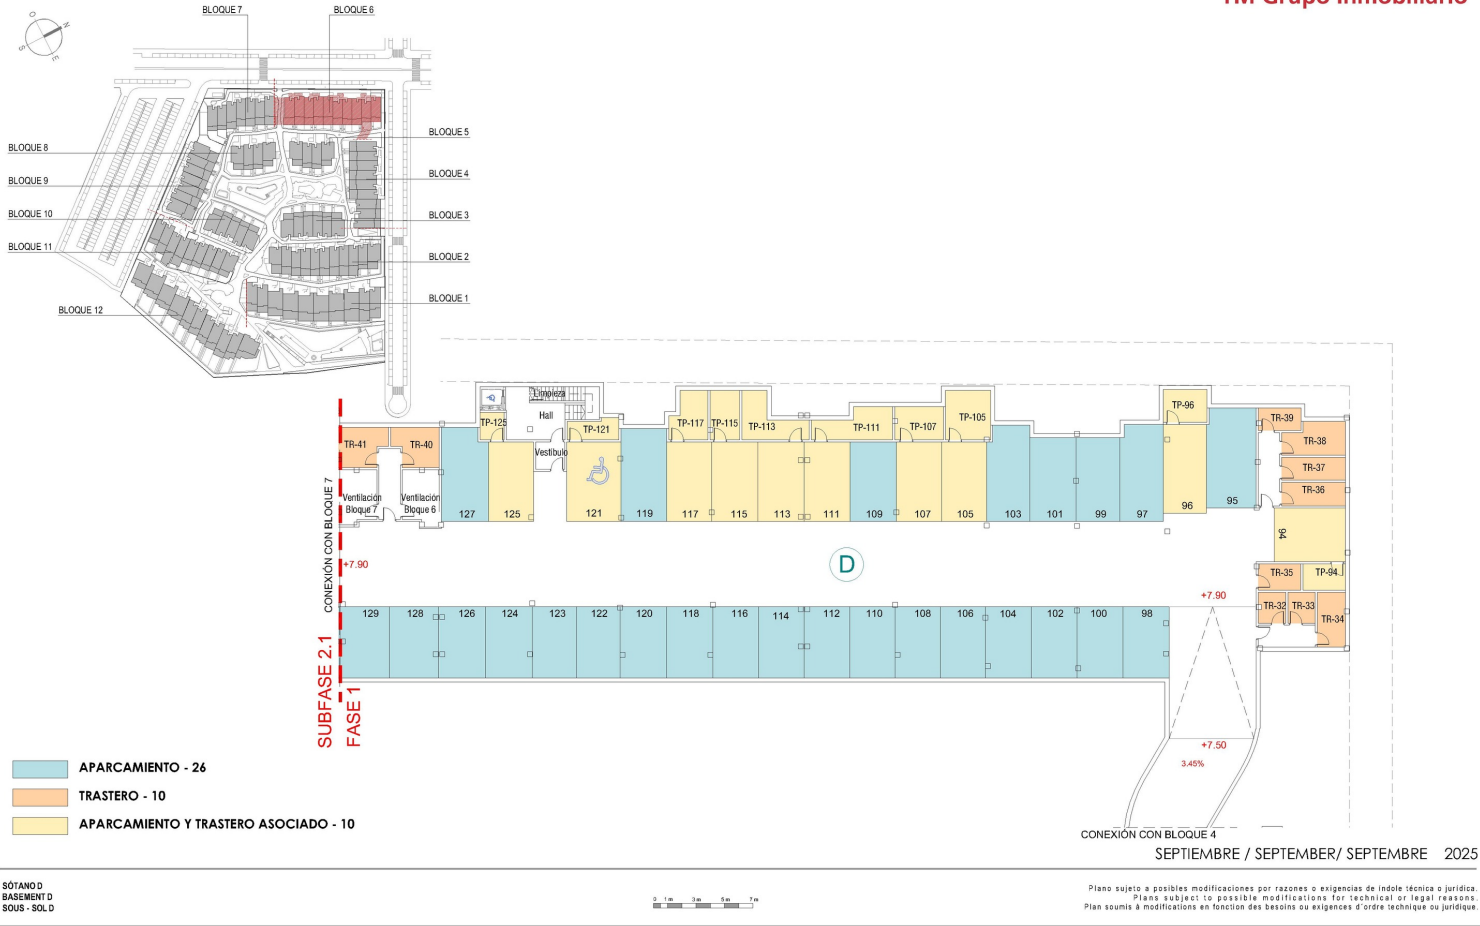 TM Grupo Inmobiliario
BLOQUE 7
BLOQUE 6
O
N
S
E
BLOQUE 5
BLOQUE 8
BLOQUE 4
BLOQUE 9
BLOQUE 10
BLOQUE 3
BLOQUE 11
BLOQUE 2
BLOQUE 1
BLOQUE 12
Limpieza
Hall
TP-125
TP-121
TP-117
TP-115
TP-113
TP-111
TP-107
TP-105
TP-96
TR-39
TR-38
TR-41
TR-40
Vestíbulo
TR-37
TR-36
Ventilación
Bloque 7
Ventilación
Bloque 6
127
125
121
119
117
115
113
111
109
107
105
103
101
99
97
96
95
94
CONEXIÓN CON BLOQUE 7
+7.90
D
TR-35
TP-94
+7.90
TR-32
TR-33
TR-34
129
128
126
124
123
122
120
118
116
114
112
110
108
106
104
102
100
98
SUBFASE 2.1
FASE 1
+7.50
3.45%
APARCAMIENTO - 26
TRASTERO - 10
APARCAMIENTO Y TRASTERO ASOCIADO - 10
CONEXIÓN CON BLOQUE 4
SEPTIEMBRE / SEPTEMBER/ SEPTEMBRE 2025
SÓTANO D
BASEMENT D
SOUS - SOL D
0 1 m 3 m 5 m 7 m
Plano sujeto a posibles modificaciones por razones o exigencias de índole técnica o jurídica.
Plans subject to possible modifications for technical or legal reasons.
Plan soumis à modifications en fonction des besoins ou exigences d'ordre technique ou juridique.